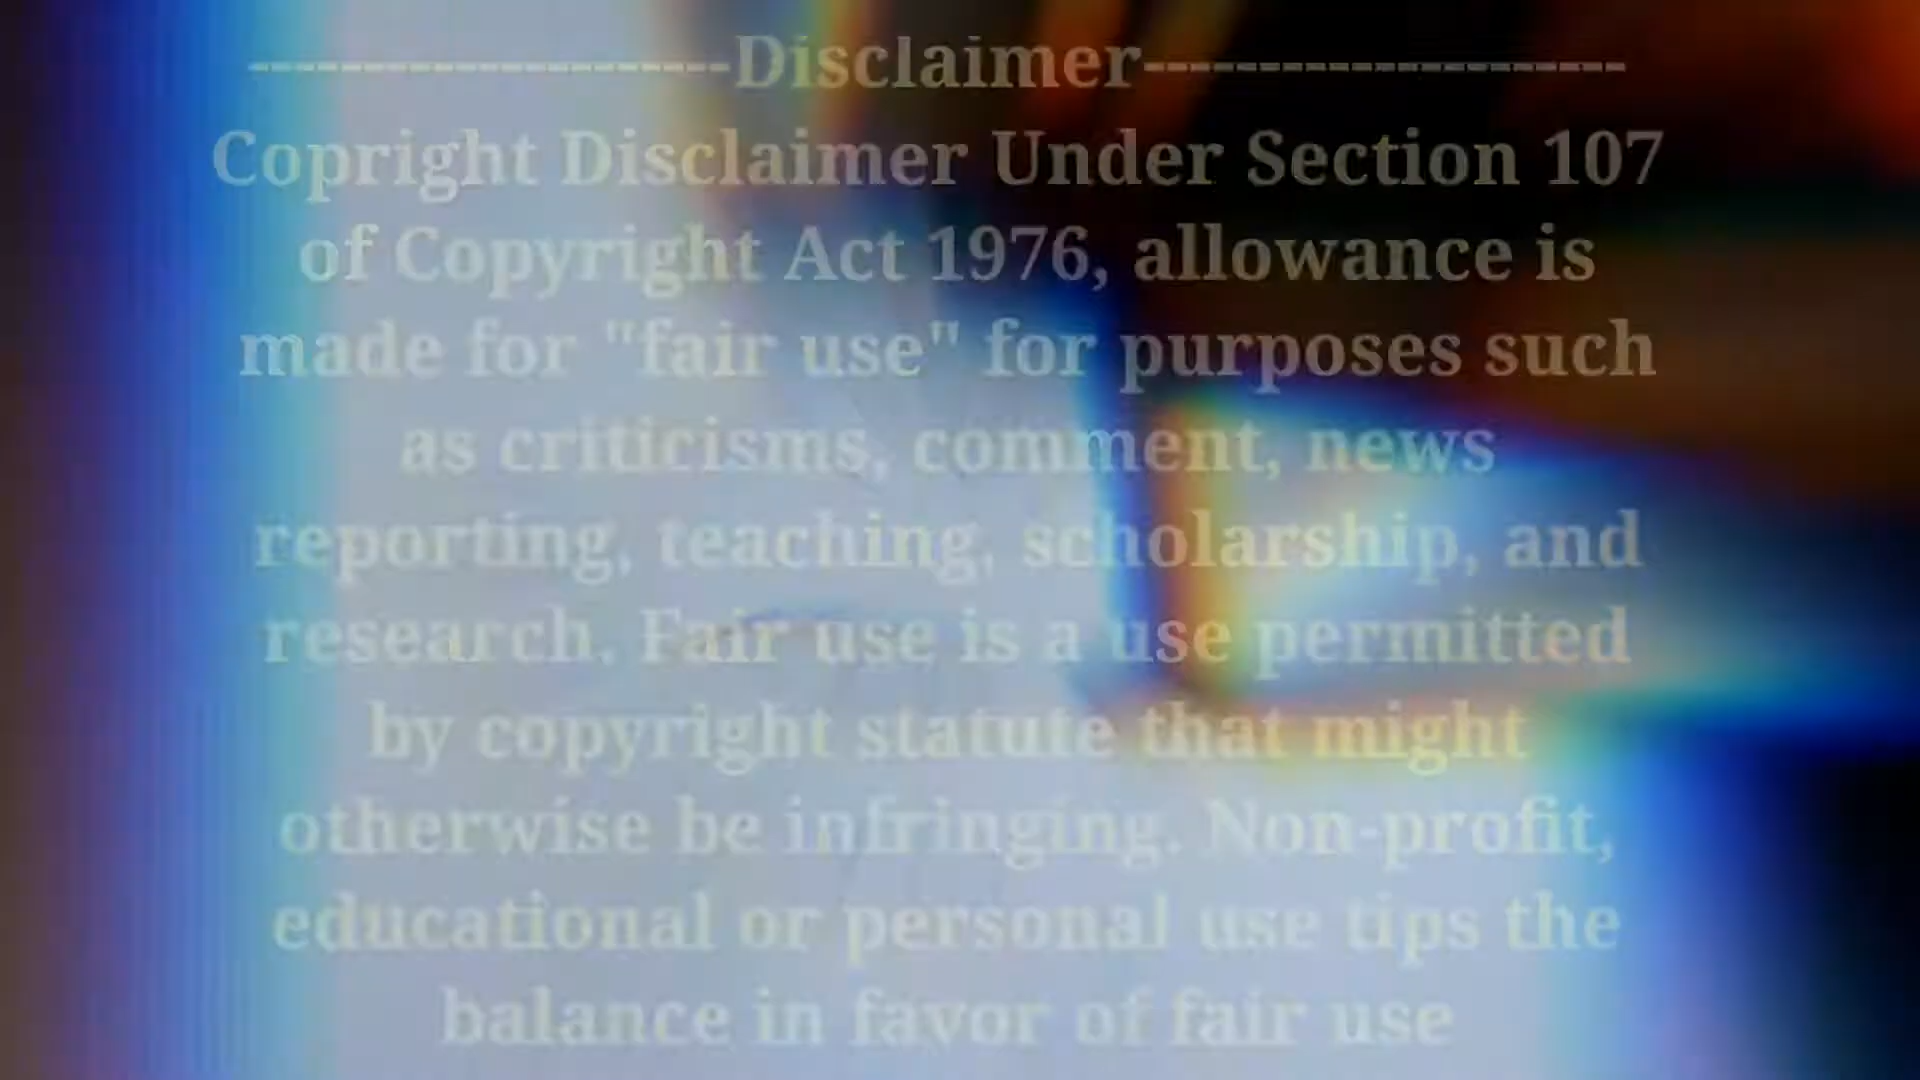 ---------------------Disclaimer---------------------
Copright Disclaimer Under Section 107
of Copyright Act 1976, allowance is
made for "fair use" for purposes such
as criticisms, comment, news
reporting, teaching, scholarship, and
research. Fair use is a use permitted
by copyright statute that might
otherwise be infringing. Non-profit,
educational or personal use tips the
balance in favor of fair use